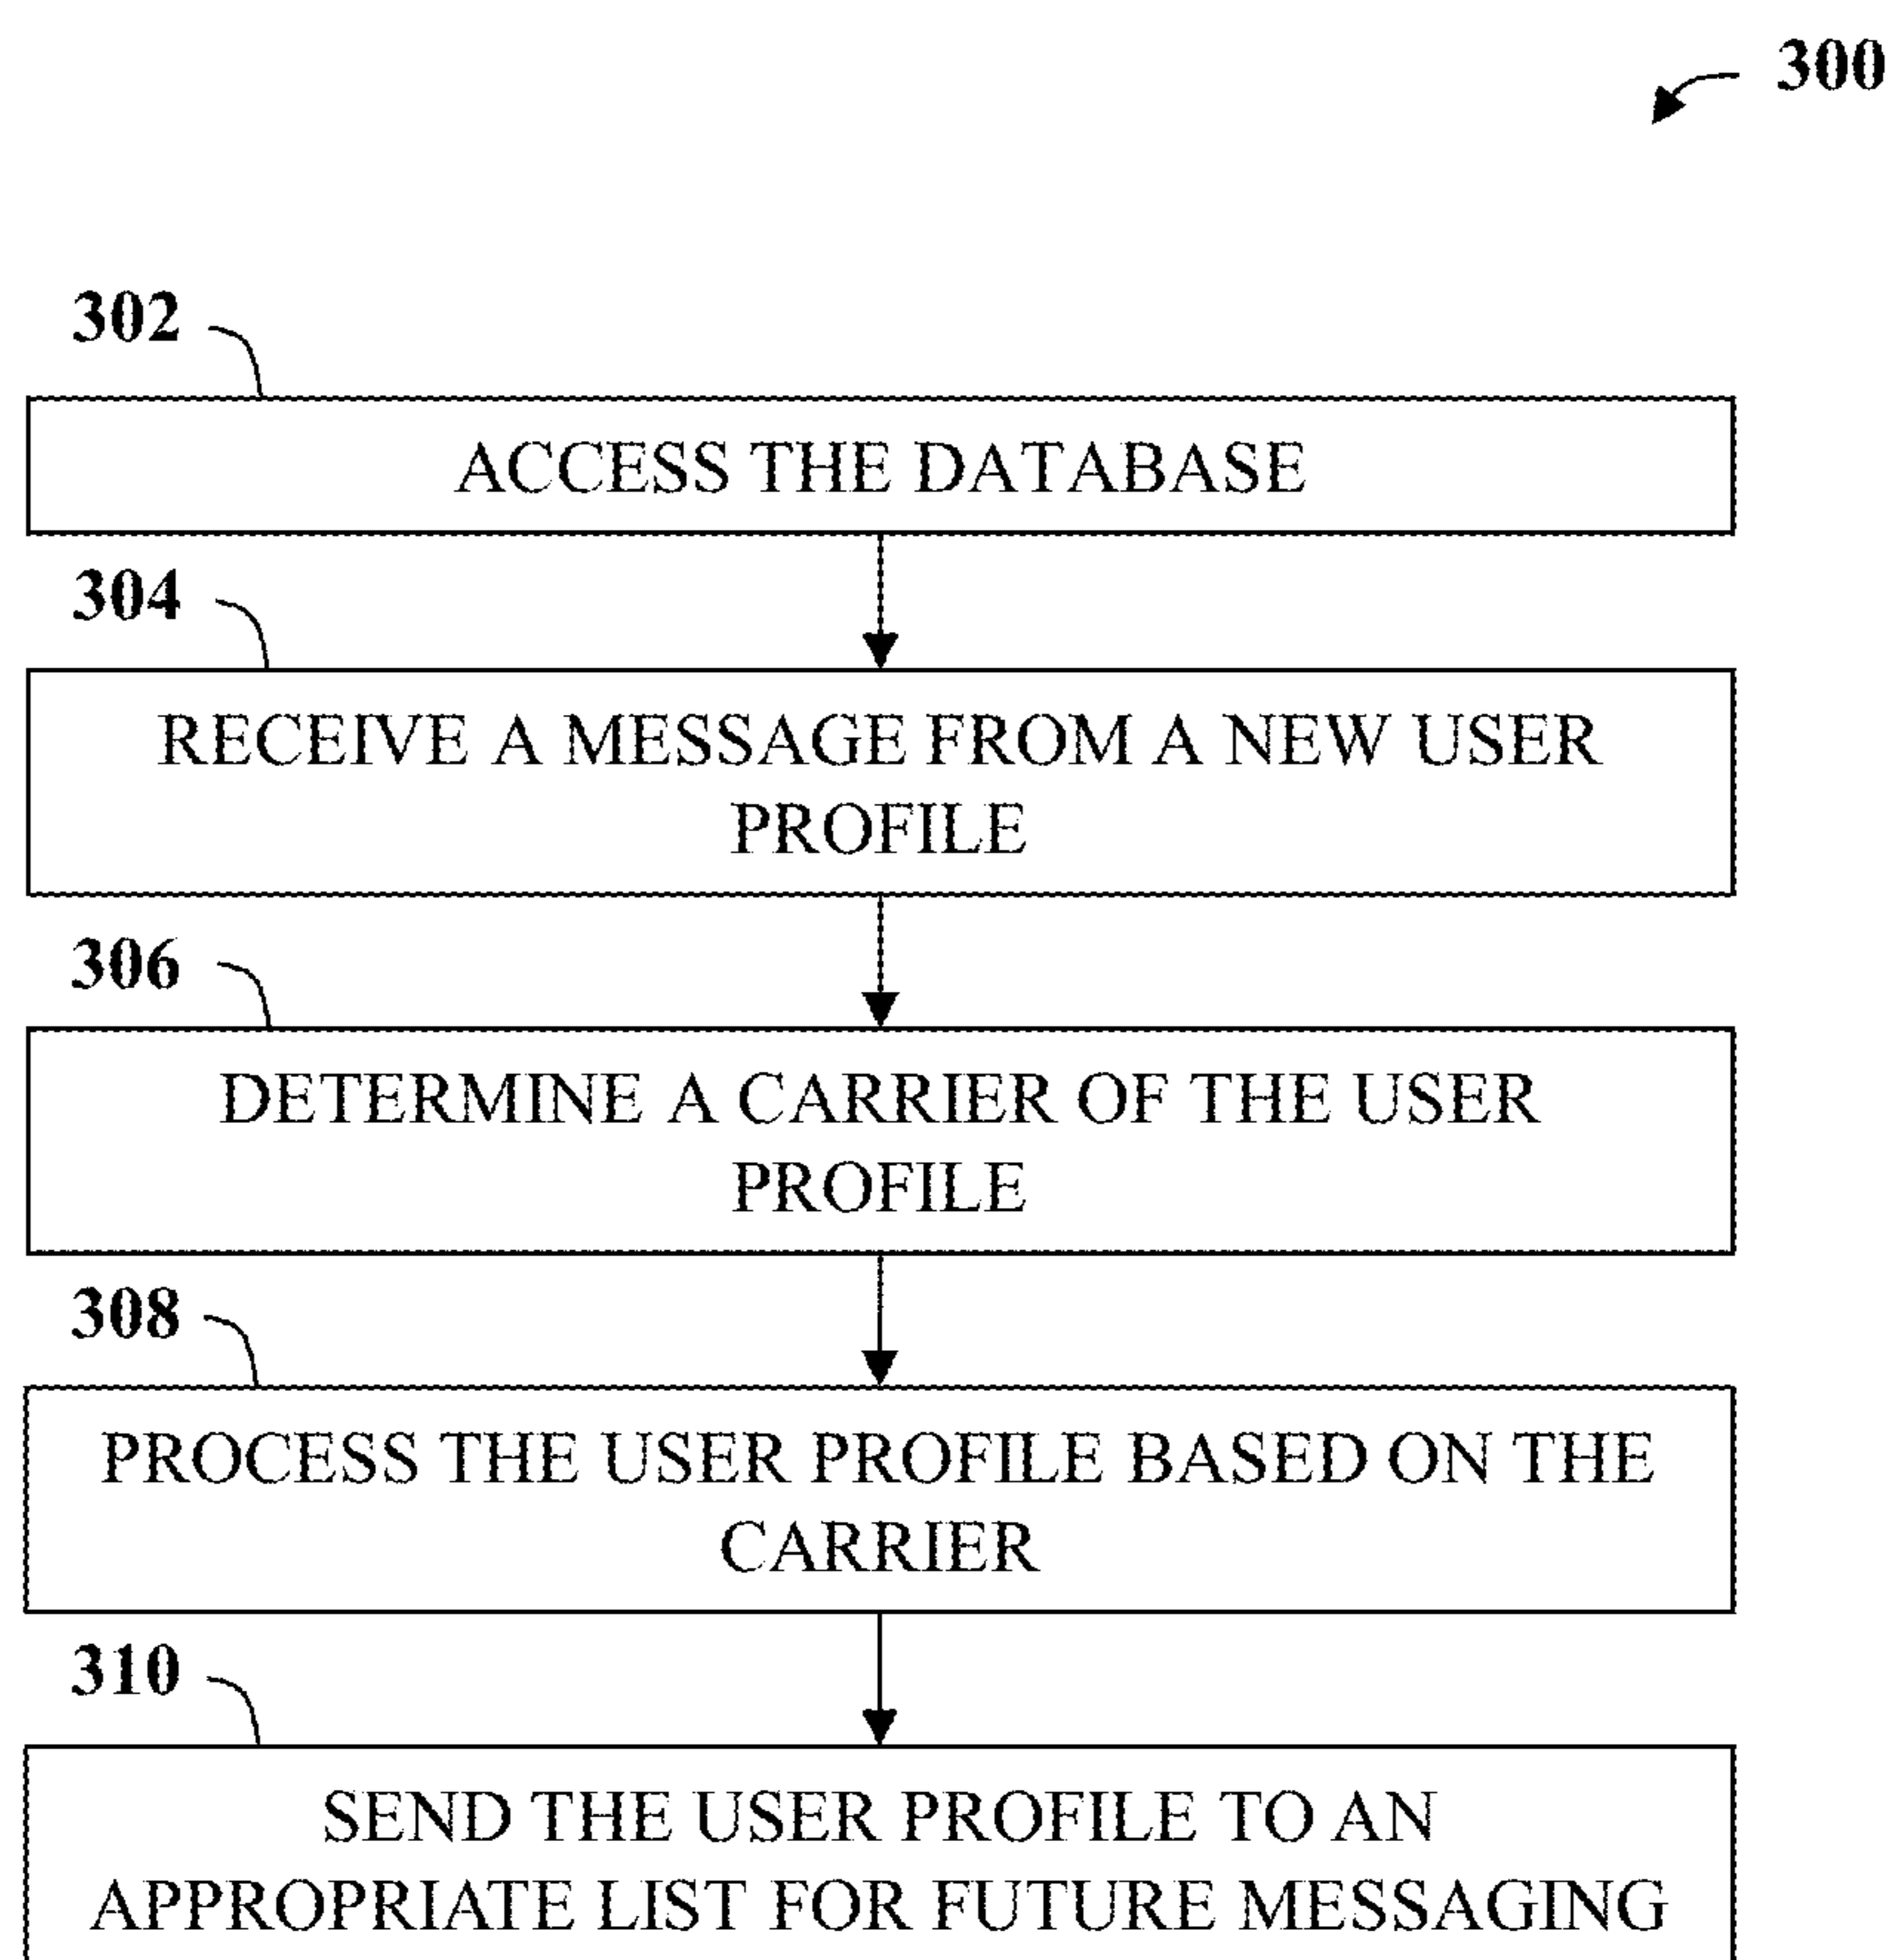 300
302
ACCESS THE DATABASE
304
RECEIVE A MESSAGE FROM A NEW USER
PROFILE
306
DETERMINE A CARRIER OF THE USER
PROFILE
308
PROCESS THE USER PROFILE BASED ON THE
CARRIER
310
SEND THE USER PROFILE TO AN
APPROPRIATE LIST FOR FUTURE MESSAGING